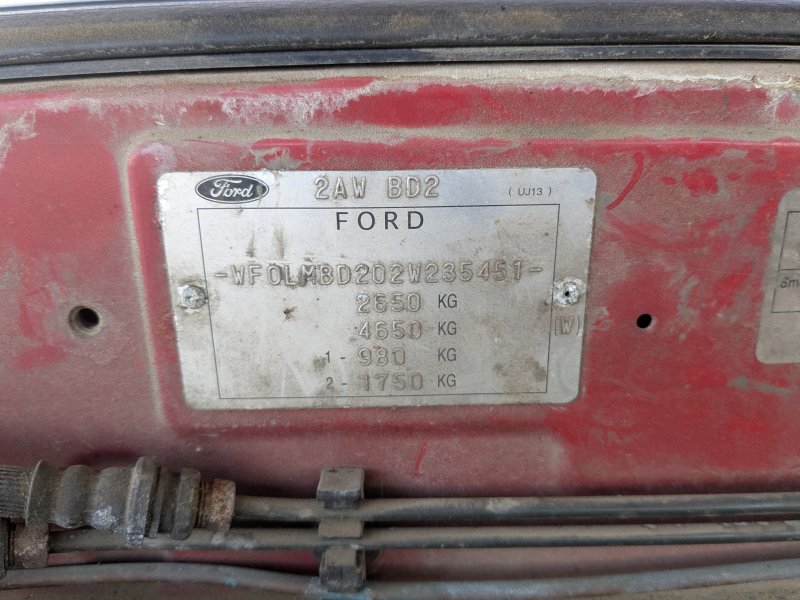 Ford 2AW BD2 (UJ13)
FORD
-WF0LMBD202W235451-
2650 KG
4650 KG
(W)
1- 980 KG
2- 1750 KG